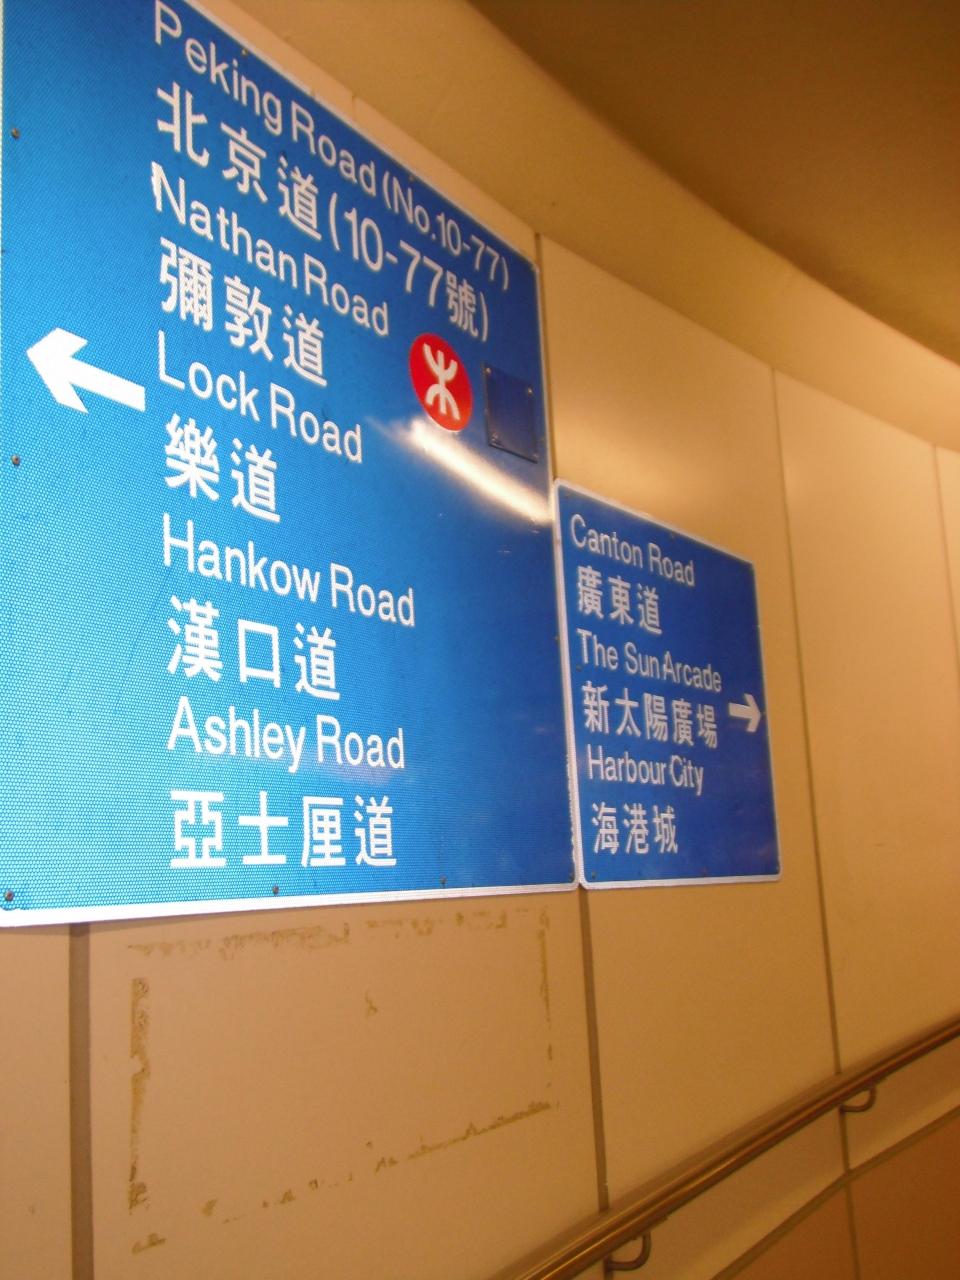 Peking Road (No.10-77)
北京道(10-77號)
Nathan Road
彌敦道
Lock Road
樂道
Hankow Road
漢口道
Ashley Road
亞士厘道
Canton Road
廣東道
The Sun Arcade
新太陽廣場
Harbour City
海港城